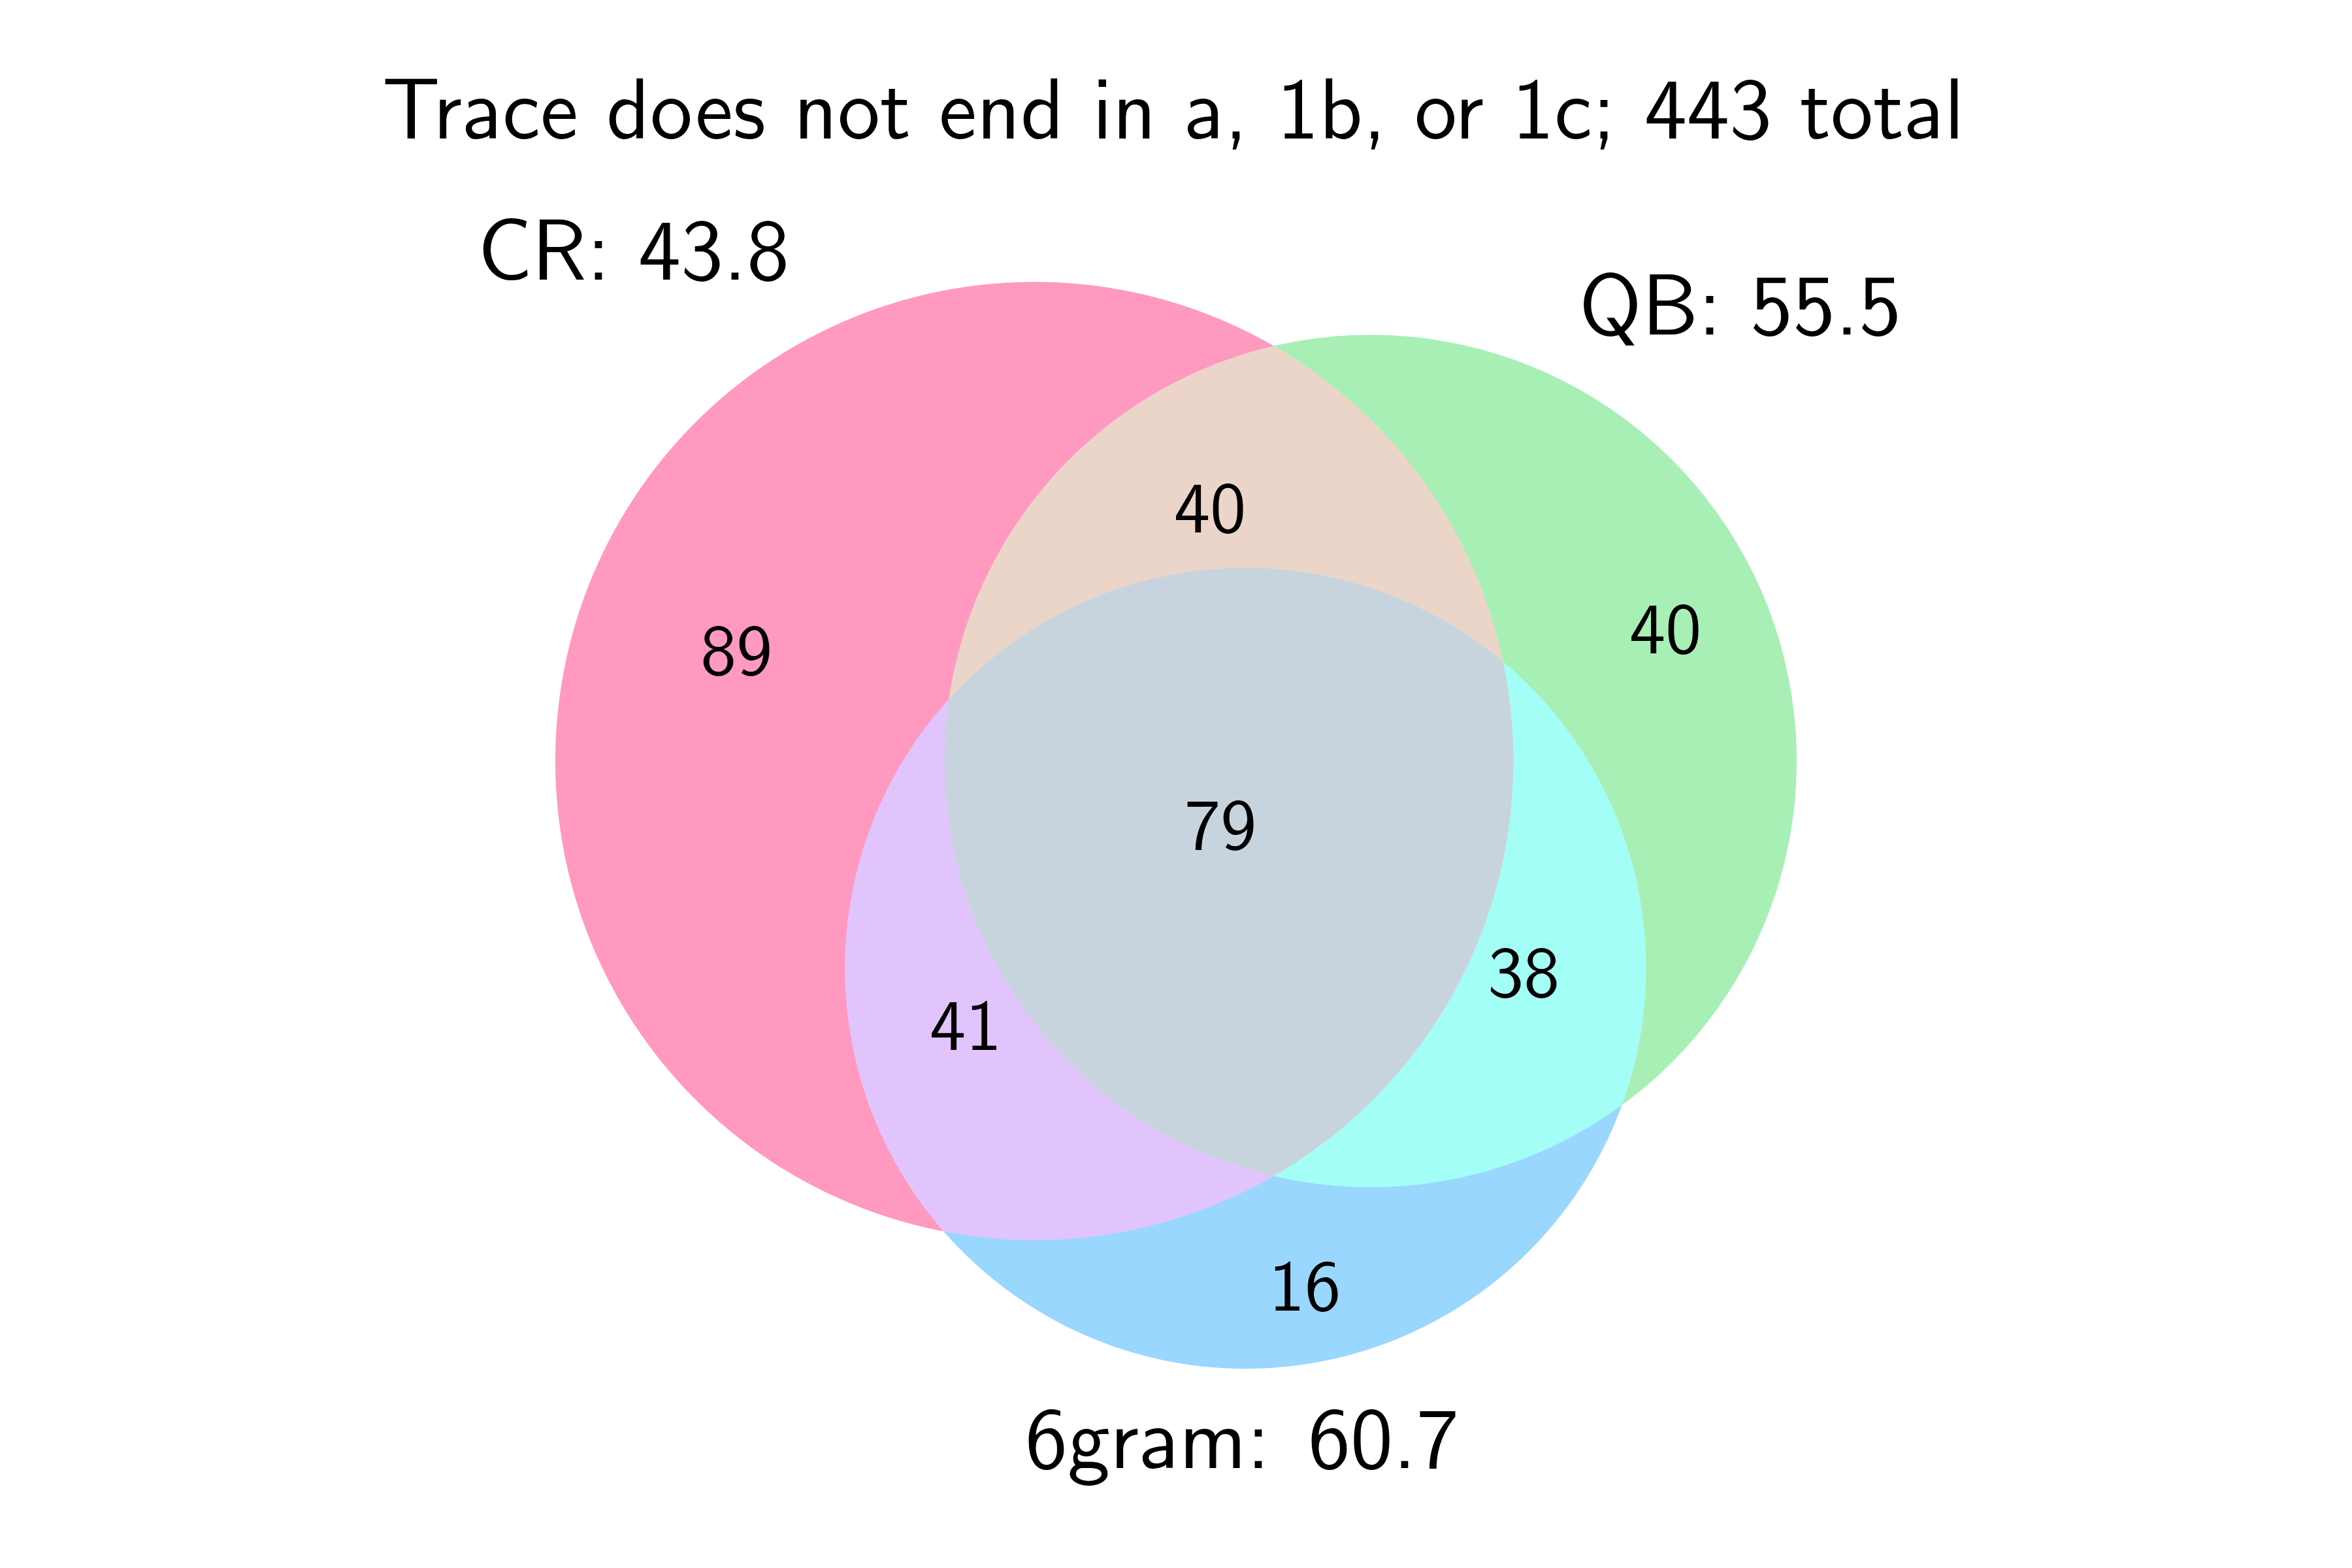 Trace does not end in a, 1b, or 1c; 443 total
CR: 43.8
QB: 55.5
40
40
89
79
38
41
16
6gram: 60.7